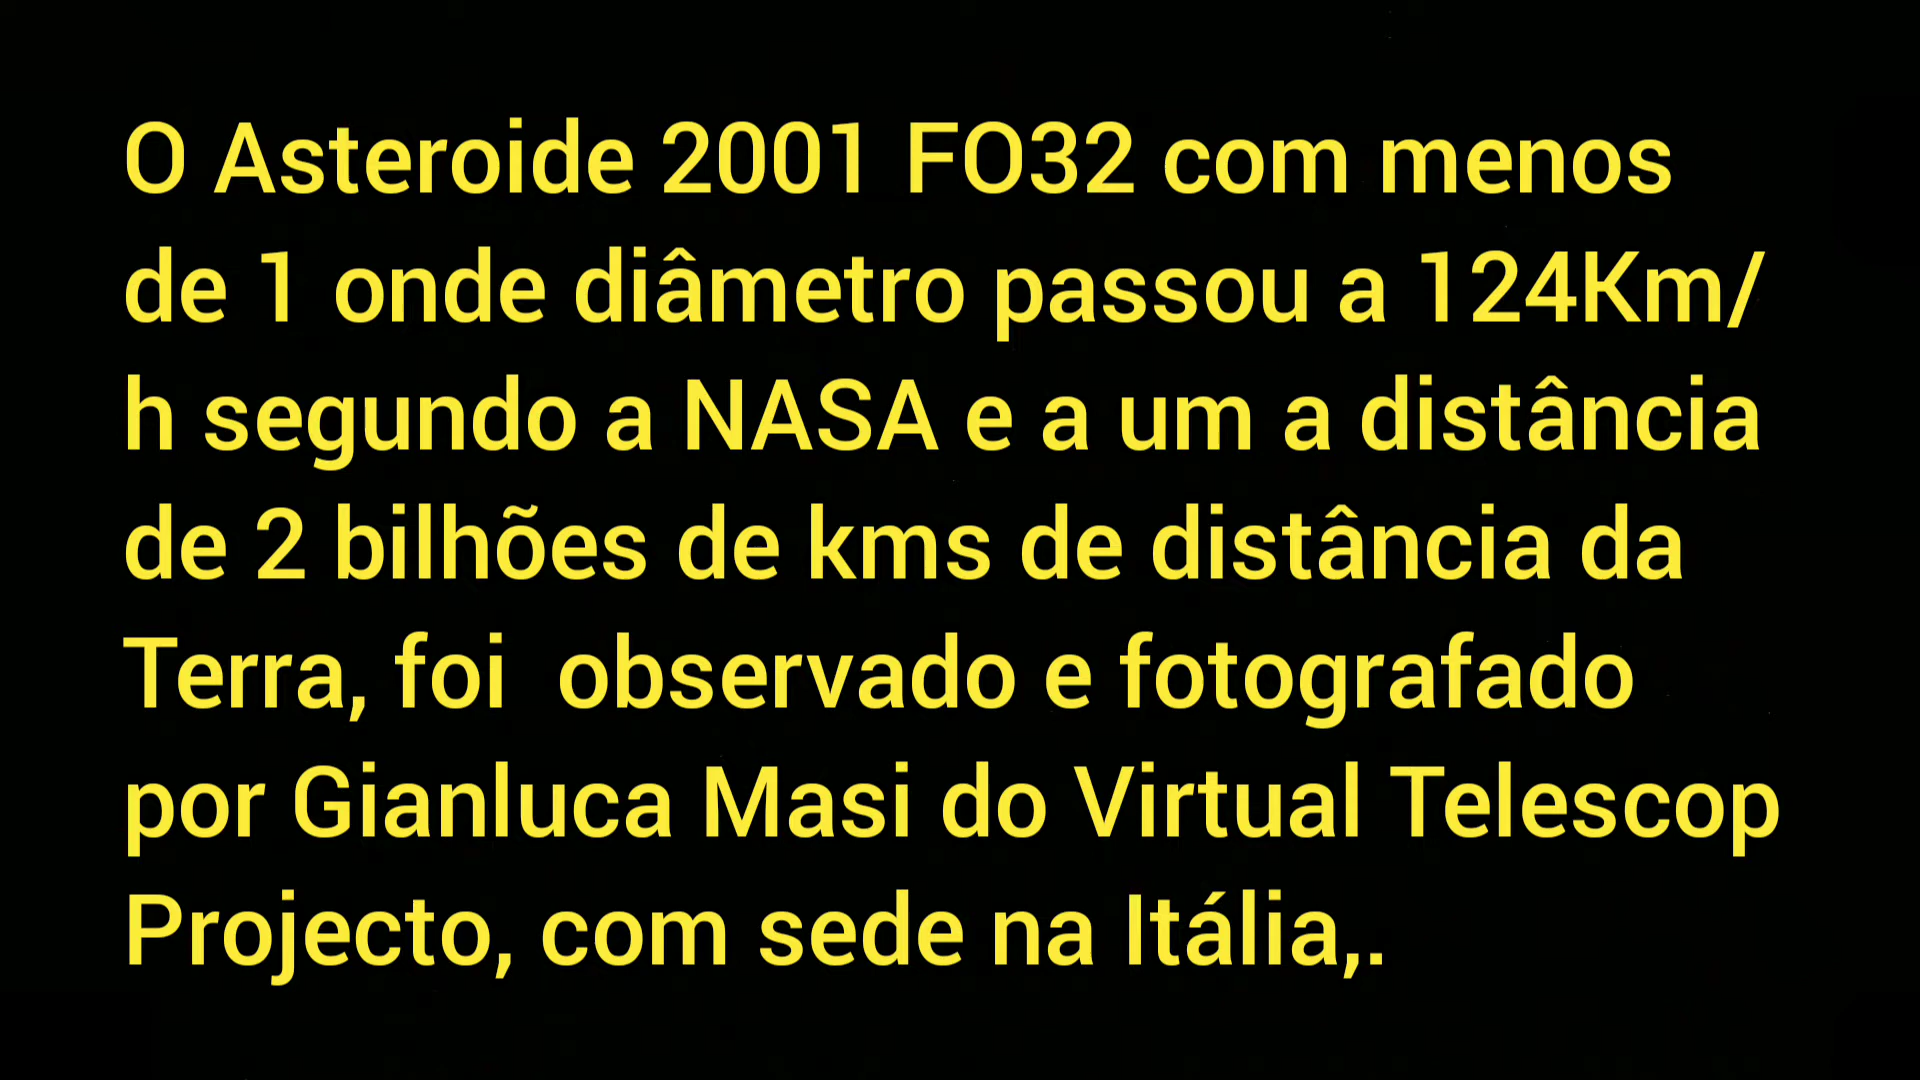 O Asteroide 2001 FO32 com menos
de 1 onde diâmetro passou a 124Km/
h segundo a NASA e a um a distância
de 2 bilhões de kms de distância da
Terra, foi  observado e fotografado
por Gianluca Masi do Virtual Telescop
Projecto, com sede na Itália,.